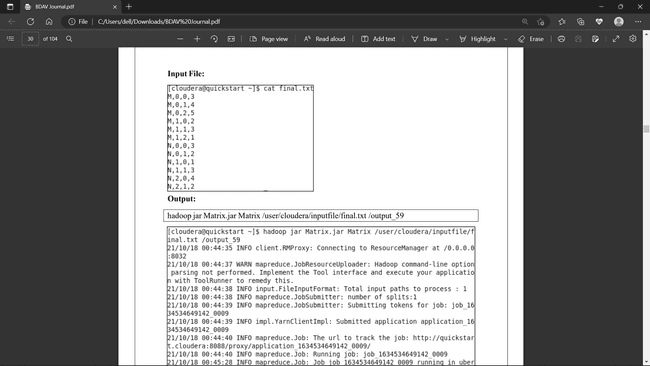 BDAV Journal.pdf
File
C:/Users/dell/Downloads/BDAV%20Journal.pdf
30 of 104
Page view
Read aloud
Add text
Draw
Highlight
Erase
Input File:
[cloudera@quickstart ~]$ cat final.txt
M,0,0,3
M,0,1,4
M,0,2,5
M,1,0,2
M,1,1,3
M,1,2,1
N,0,0,3
N,0,1,2
N,1,0,1
N,1,1,3
N,2,0,4
N,2,1,2
Output:
hadoop jar Matrix.jar Matrix /user/cloudera/inputfile/final.txt /output_59
[cloudera@quickstart ~]$ hadoop jar Matrix.jar Matrix /user/cloudera/inputfile/f
inal.txt /output_59
21/10/18 00:44:35 INFO client.RMProxy: Connecting to ResourceManager at /0.0.0.0
:8032
21/10/18 00:44:37 WARN mapreduce.JobResourceUploader: Hadoop command-line option
parsing not performed. Implement the Tool interface and execute your applicatio
n with ToolRunner to remedy this.
21/10/18 00:44:38 INFO input.FileInputFormat: Total input paths to process : 1
21/10/18 00:44:38 INFO mapreduce.JobSubmitter: number of splits:1
21/10/18 00:44:39 INFO mapreduce.JobSubmitter: Submitting tokens for job: job_16
34534649142_0009
21/10/18 00:44:39 INFO impl.YarnClientImpl: Submitted application application_16
34534649142_0009
21/10/18 00:44:40 INFO mapreduce.Job: The url to track the job: http://quickstar
t.cloudera:8088/proxy/application_1634534649142_0009/
21/10/18 00:44:40 INFO mapreduce.Job: Running job: job_1634534649142_0009
21/10/18 00:45:28 INFO mapreduce.Job: Job job_1634534649142_0009 running in uber